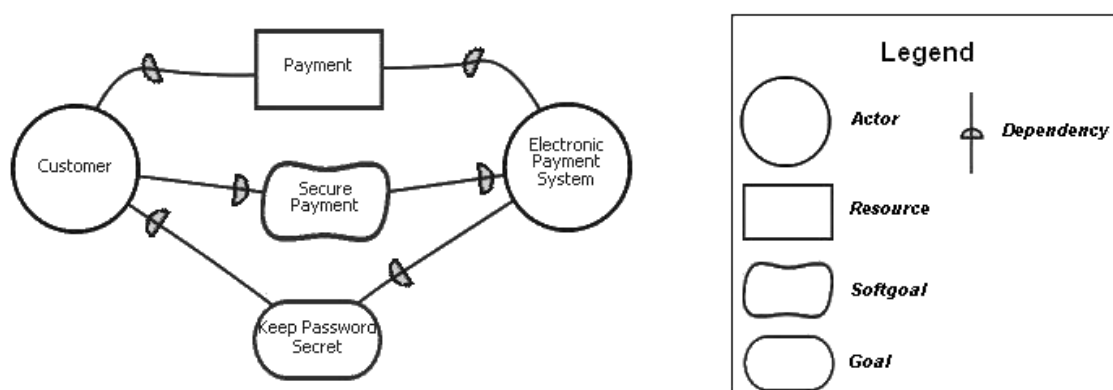 Payment
Customer
Secure
Payment
Electronic
Payment
System
Keep Password
Secret
Legend
Actor
Dependency
Resource
Softgoal
Goal